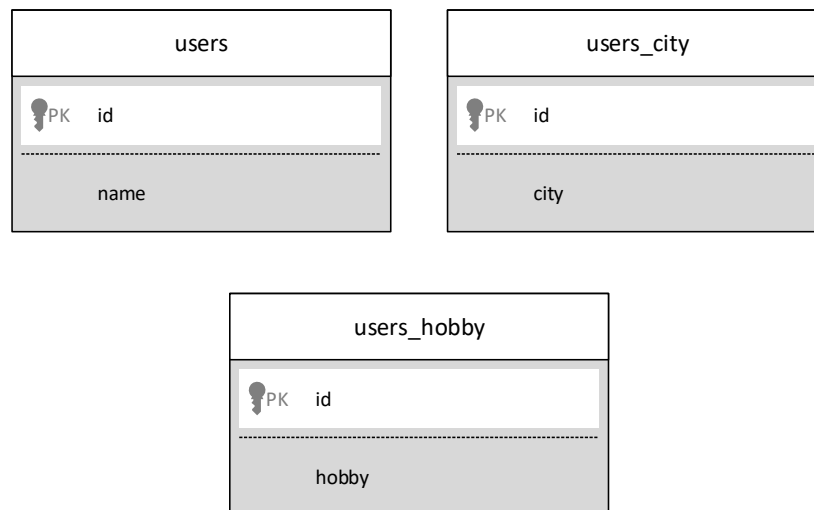 users
PK id
name
users_city
PK id
city
users_hobby
PK id
hobby